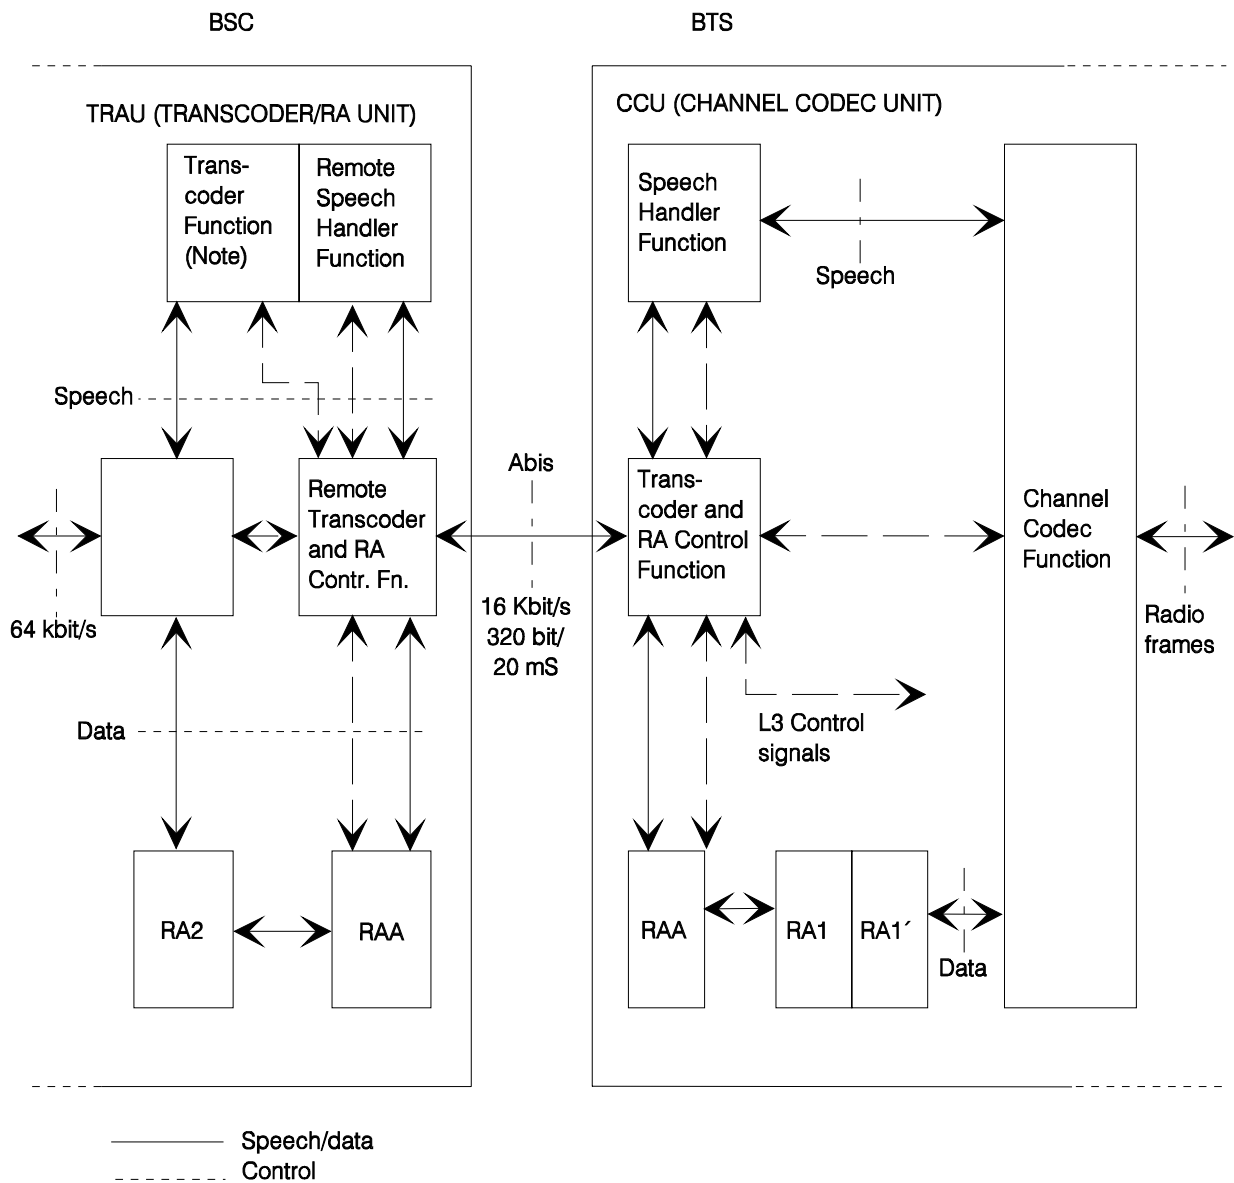 BSC
BTS
TRAU (TRANSCODER/RA UNIT)
CCU (CHANNEL CODEC UNIT)
Trans-
coder
Function
(Note)
Remote
Speech
Handler
Function
Speech
Handler
Function
Speech
Speech
Abis
Remote
Transcoder
and RA
Contr. Fn.
Trans-
coder and
RA Control
Function
Channel
Codec
Function
64 kbit/s
16 Kbit/s
320 bit/
20 mS
Radio
frames
Data
L3 Control
signals
RA2
RAA
RAA
RA1
RA1´
Data
Speech/data
Control